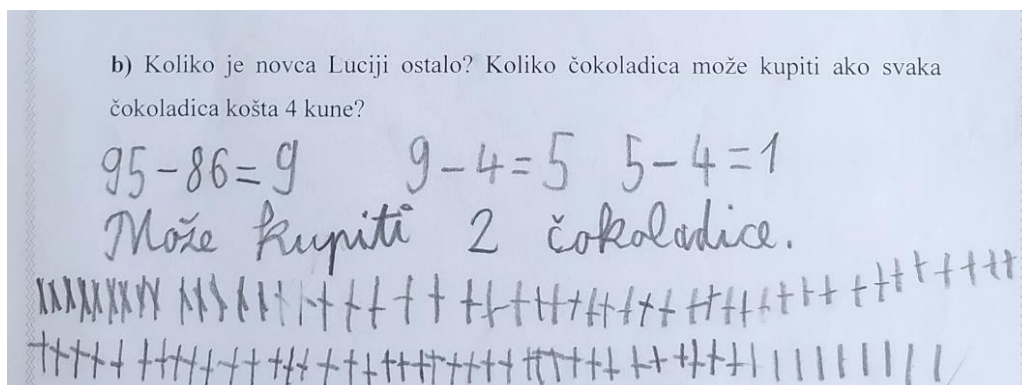 b) Koliko je novca Luciji ostalo? Koliko čokoladica može kupiti ako svaka
čokoladica košta 4 kune?
95-86=9 9-4=5 5-4=1
Može kupiti 2 čokoladice.